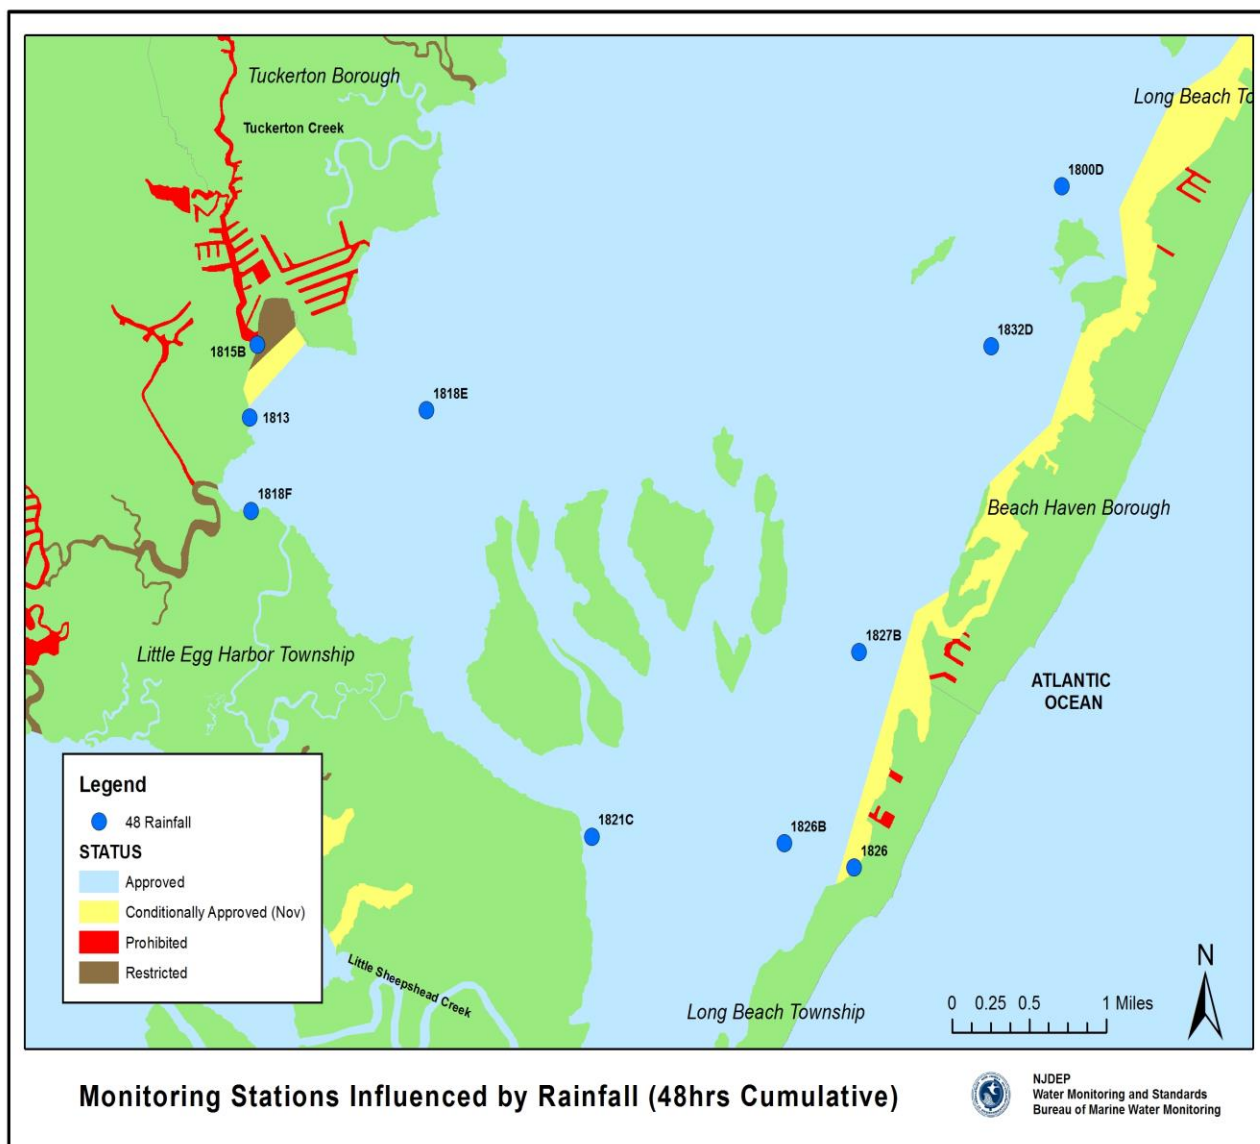 Tuckerton Borough
Long Beach To
Tuckerton Creek
1800D
1832D
1815B
1818E
1813
1818F
Beach Haven Borough
1827B
Little Egg Harbor Township
ATLANTIC
OCEAN
Legend
48 Rainfall
STATUS
Approved
Conditionally Approved (Nov)
Prohibited
Restricted
1821C
1826B
1826
Little Sheepshead Creek
N
Long Beach Township
0 0.25 0.5 1 Miles
Monitoring Stations Influenced by Rainfall (48hrs Cumulative)
NJDEP
Water Monitoring and Standards
Bureau of Marine Water Monitoring